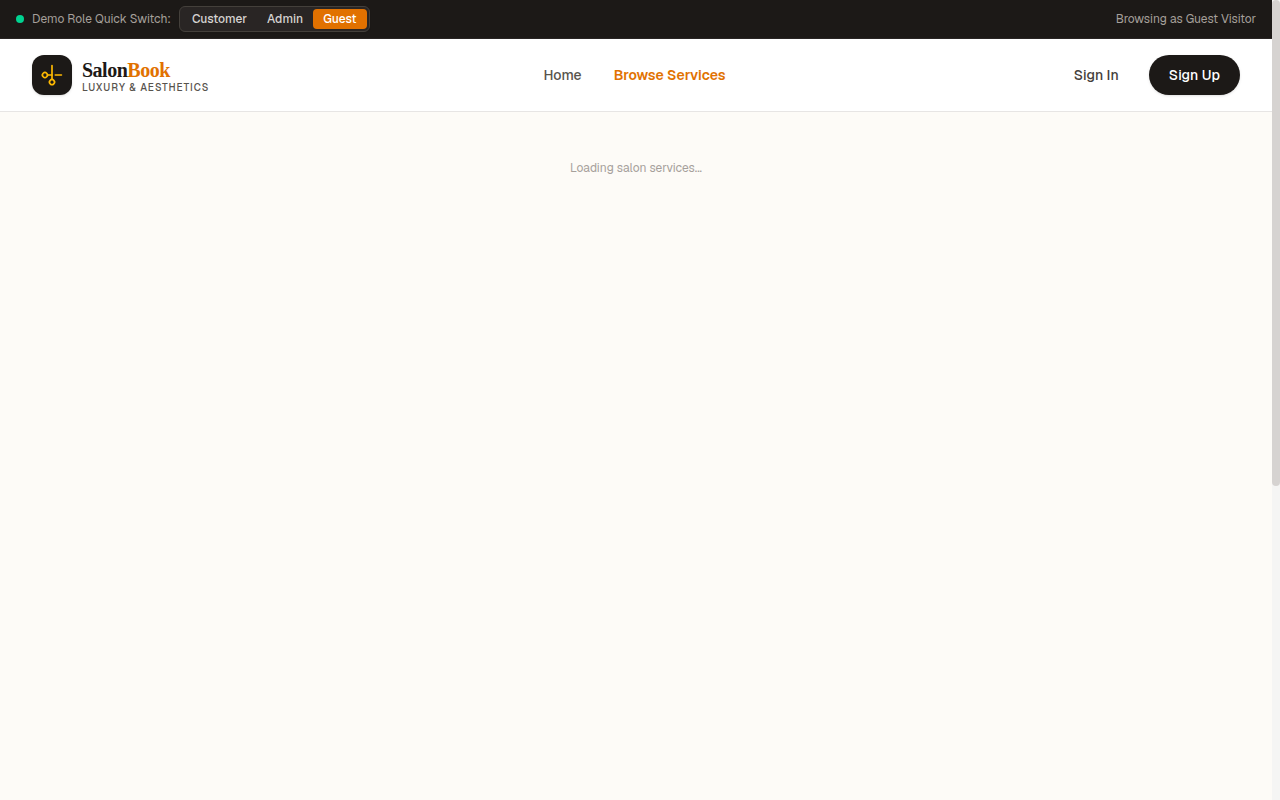 Demo Role Quick Switch: Customer Admin Guest Browsing as Guest Visitor
SalonBook
LUXURY & AESTHETICS
Home Browse Services Sign In Sign Up
Loading salon services...